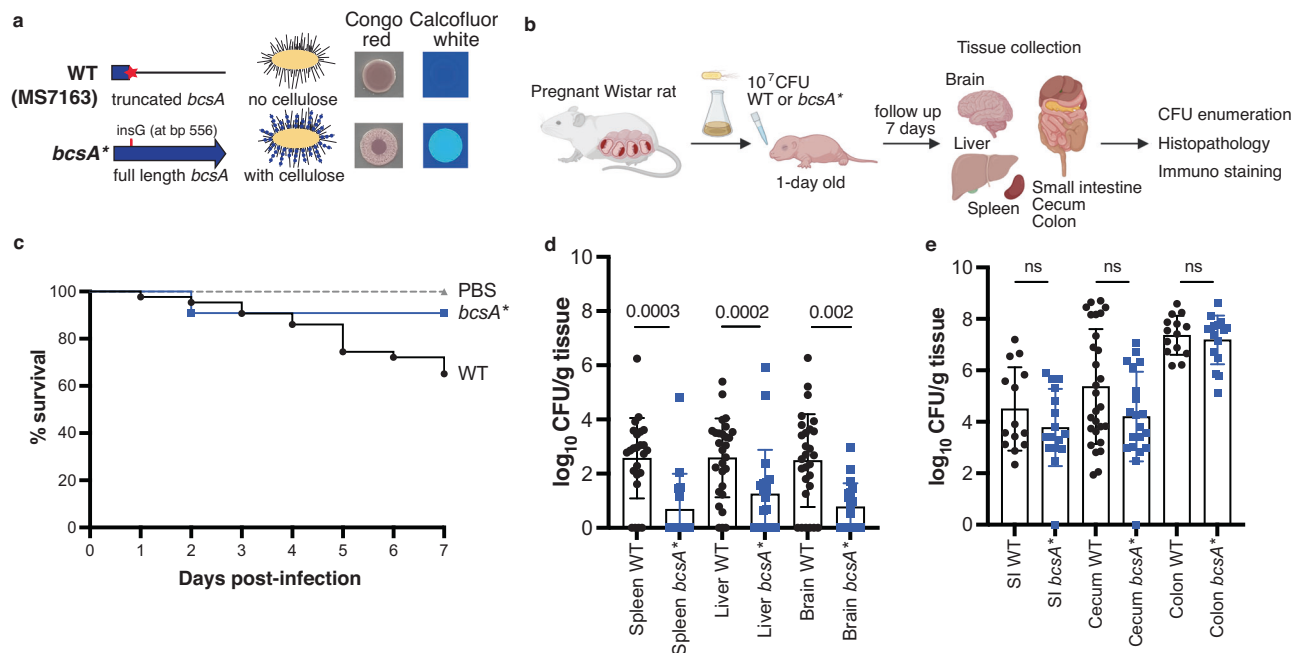 a
Congo red
Calcofluor white
WT
(MS7163)
truncated bcsA
no cellulose
insG (at bp 556)
bcsA*
full length bcsA
with cellulose
b
Pregnant Wistar rat
10⁷CFU
WT or bcsA*
1-day old
follow up
7 days
Tissue collection
Brain
Liver
Spleen
Small intestine
Cecum
Colon
CFU enumeration
Histopathology
Immuno staining
c
% survival
100
80
60
40
20
0
0 1 2 3 4 5 6 7
Days post-infection
PBS
bcsA*
WT
d
log₁₀ CFU/g tissue
10
8
6
4
2
0
0.0003 0.0002 0.002
Spleen WT
Spleen bcsA*
Liver WT
Liver bcsA*
Brain WT
Brain bcsA*
e
log₁₀ CFU/g tissue
10
8
6
4
2
0
ns ns ns
SI WT
SI bcsA*
Cecum WT
Cecum bcsA*
Colon WT
Colon bcsA*